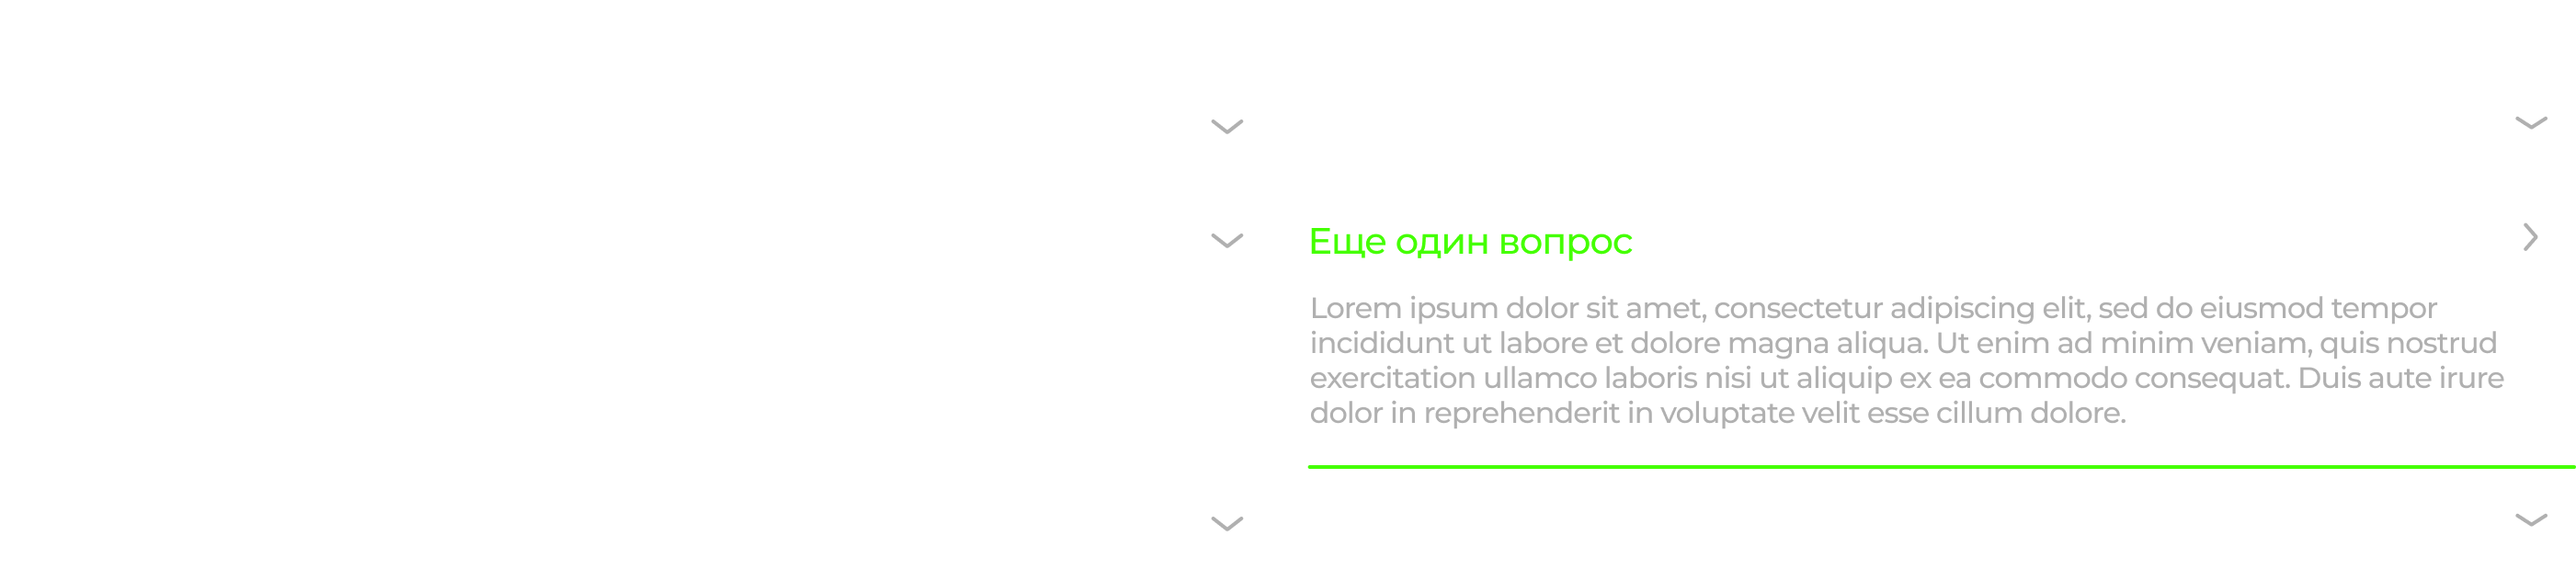 Еще один вопрос
Lorem ipsum dolor sit amet, consectetur adipiscing elit, sed do eiusmod tempor
incididunt ut labore et dolore magna aliqua. Ut enim ad minim veniam, quis nostrud
exercitation ullamco laboris nisi ut aliquip ex ea commodo consequat. Duis aute irure
dolor in reprehenderit in voluptate velit esse cillum dolore.